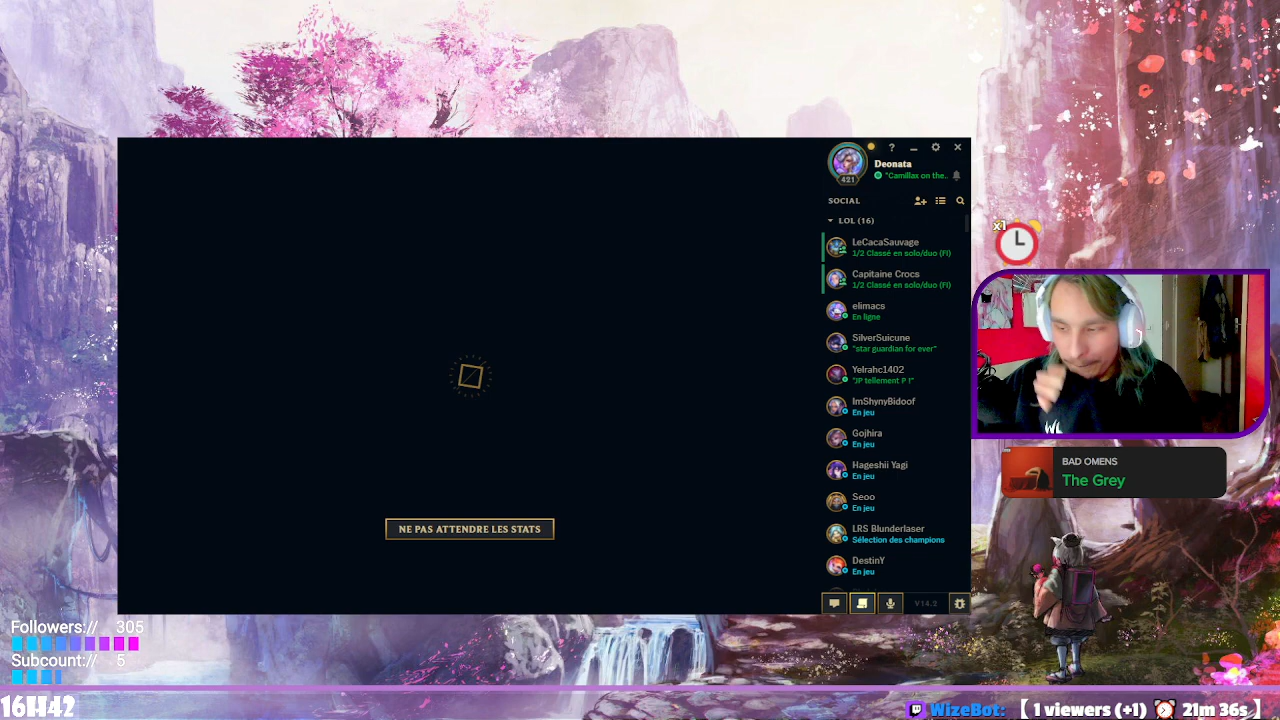 ?
Deonata
421
"Camillax on the..
SOCIAL
LOL (16)
LeCacaSauvage
1/2 Classé en solo/duo (Fl)
Capitaine Crocs
1/2 Classé en solo/duo (Fl)
elimacs
En ligne
SilverSuicune
"star guardian for ever"
Yelrahc1402
"JP tellement P !"
ImShynyBidoof
En jeu
Gojhira
En jeu
Hageshii Yagi
En jeu
Seoo
En jeu
LRS Blunderlaser
Sélection des champions
DestinY
En jeu
V14.2
NE PAS ATTENDRE LES STATS
x1
BAD OMENS
The Grey
Followers:// 305
Subcount:// 5
16H42
WizeBot: 【 1 viewers (+1) 21m 36s 】